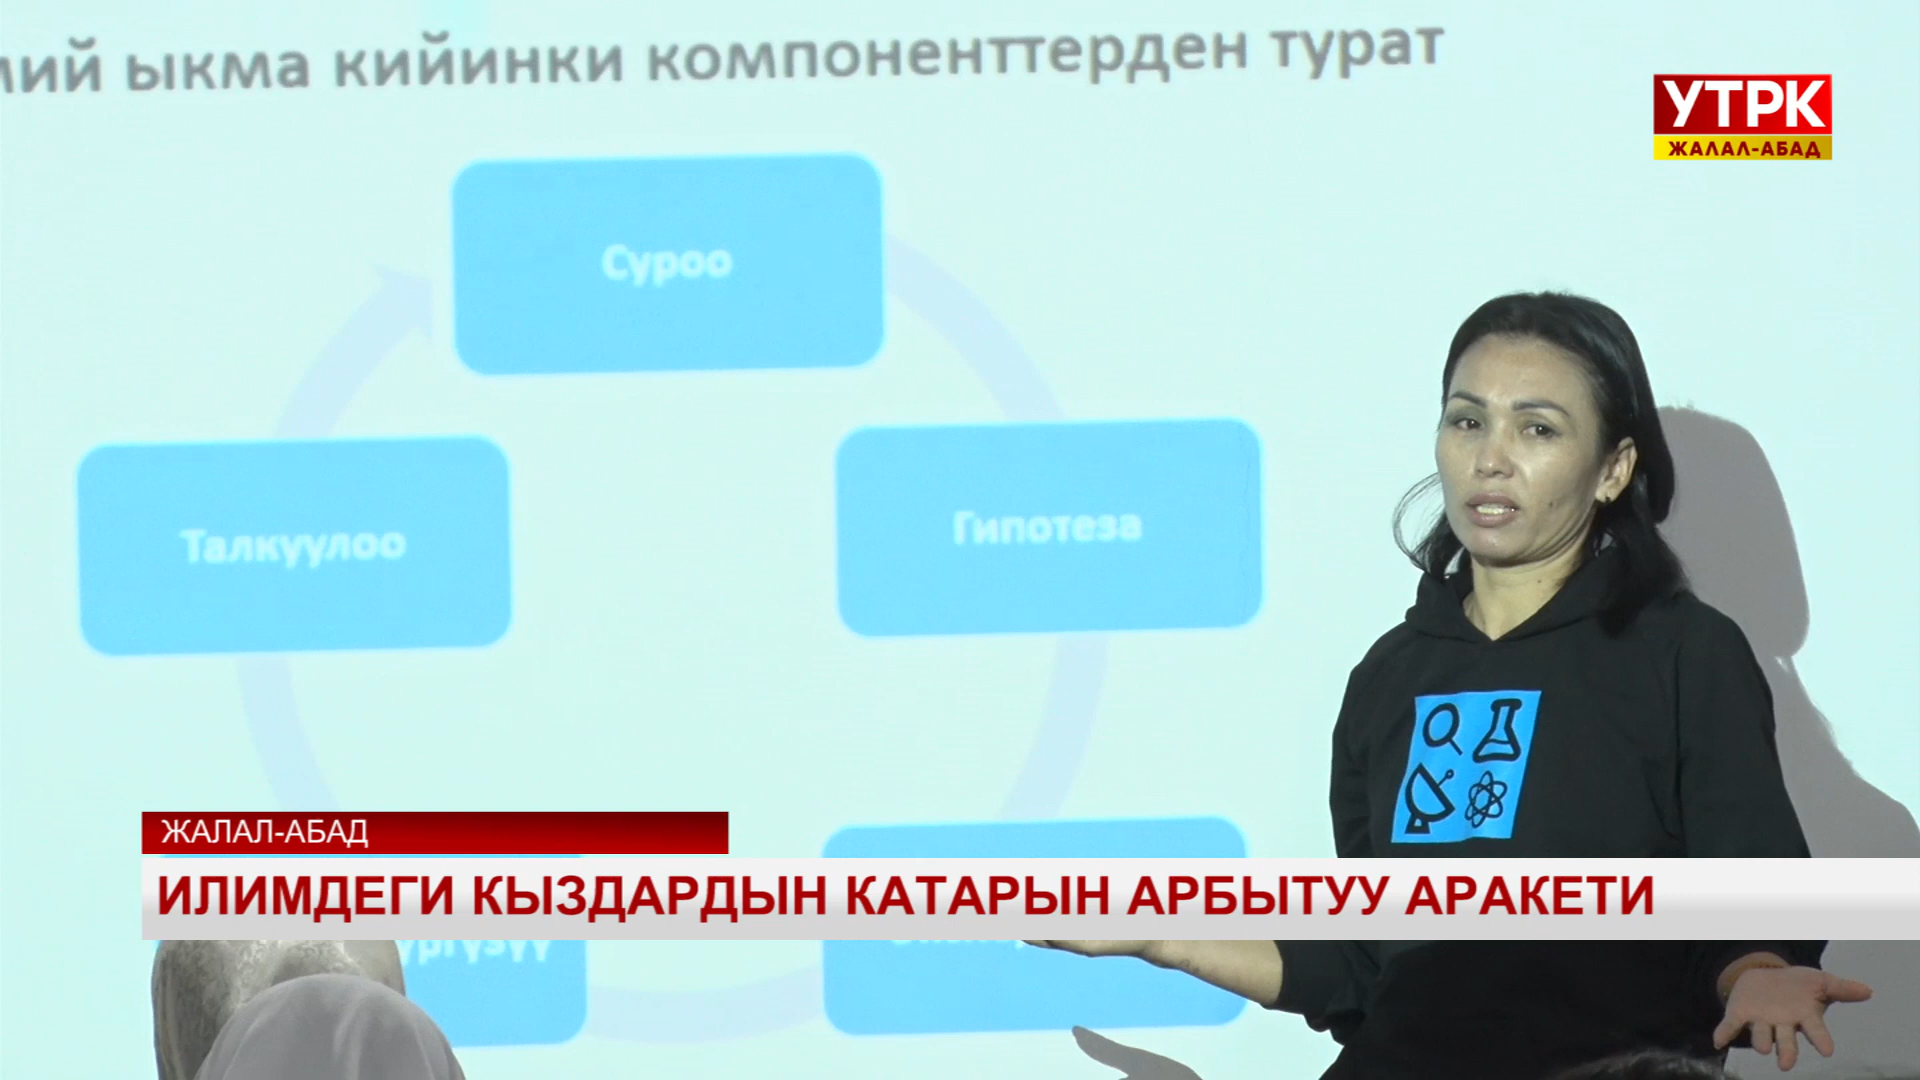 ыкма кийинки компоненттерден турат
УТРК
ЖАЛАЛ-АБАД
Суроо
Талкуулоо
Гипотеза
ЖАЛАЛ-АБАД
ИЛИМДЕГИ КЫЗДАРДЫН КАТАРЫН АРБЫТУУ АРАКЕТИ